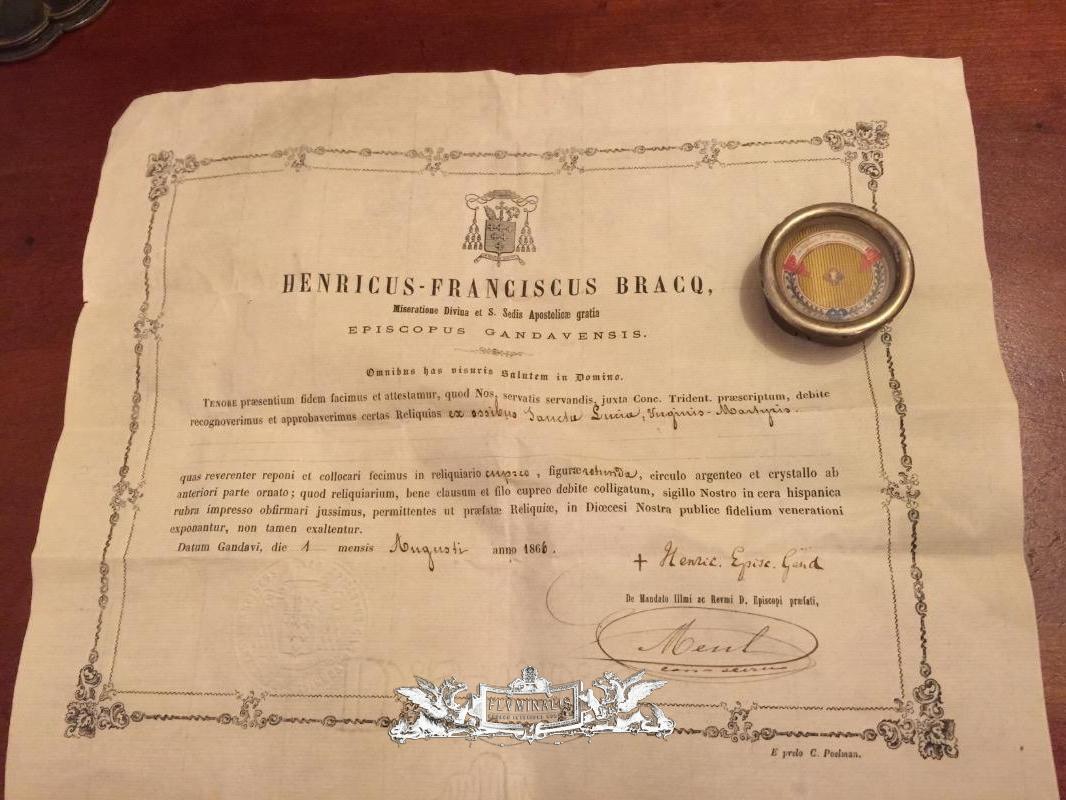 HENRICUS-FRANCISCUS BRACQ,
Miseratione Divina et S. Sedis Apostolicæ gratia
EPISCOPUS GANDAVENSIS.
Omnibus has visuris Salutem in Domino.
TENORE præsentium fidem facimus et attestamur, quod Nos, servatis servandis, juxta Conc. Trident. præscriptum, debite
recognoverimus et approbaverimus certas Reliquias ex ossibus Sanctæ Luciæ, Virginis-Martyris.
quas reverenter reponi et collocari fecimus in reliquiario cupreo, figuræ rotunda, circulo argenteo et crystallo ab
anteriori parte ornato; quod reliquiarium, bene clausum et filo cupreo debite colligatum, sigillo Nostro in cera hispanica
rubra impresso obfirmari jussimus, permittentes ut præfatæ Reliquiæ, in Diœcesi Nostra publice fidelium venerationi
exponantur, non tamen exaltentur.
Datum Gandavi, die 1 mensis Augusti anno 1866.
+ Henric. Episc. Gand
De Mandato Illmi ac Revmi D. Episcopi præfati,
FLVMINALIS
E prelo C. Poelman.